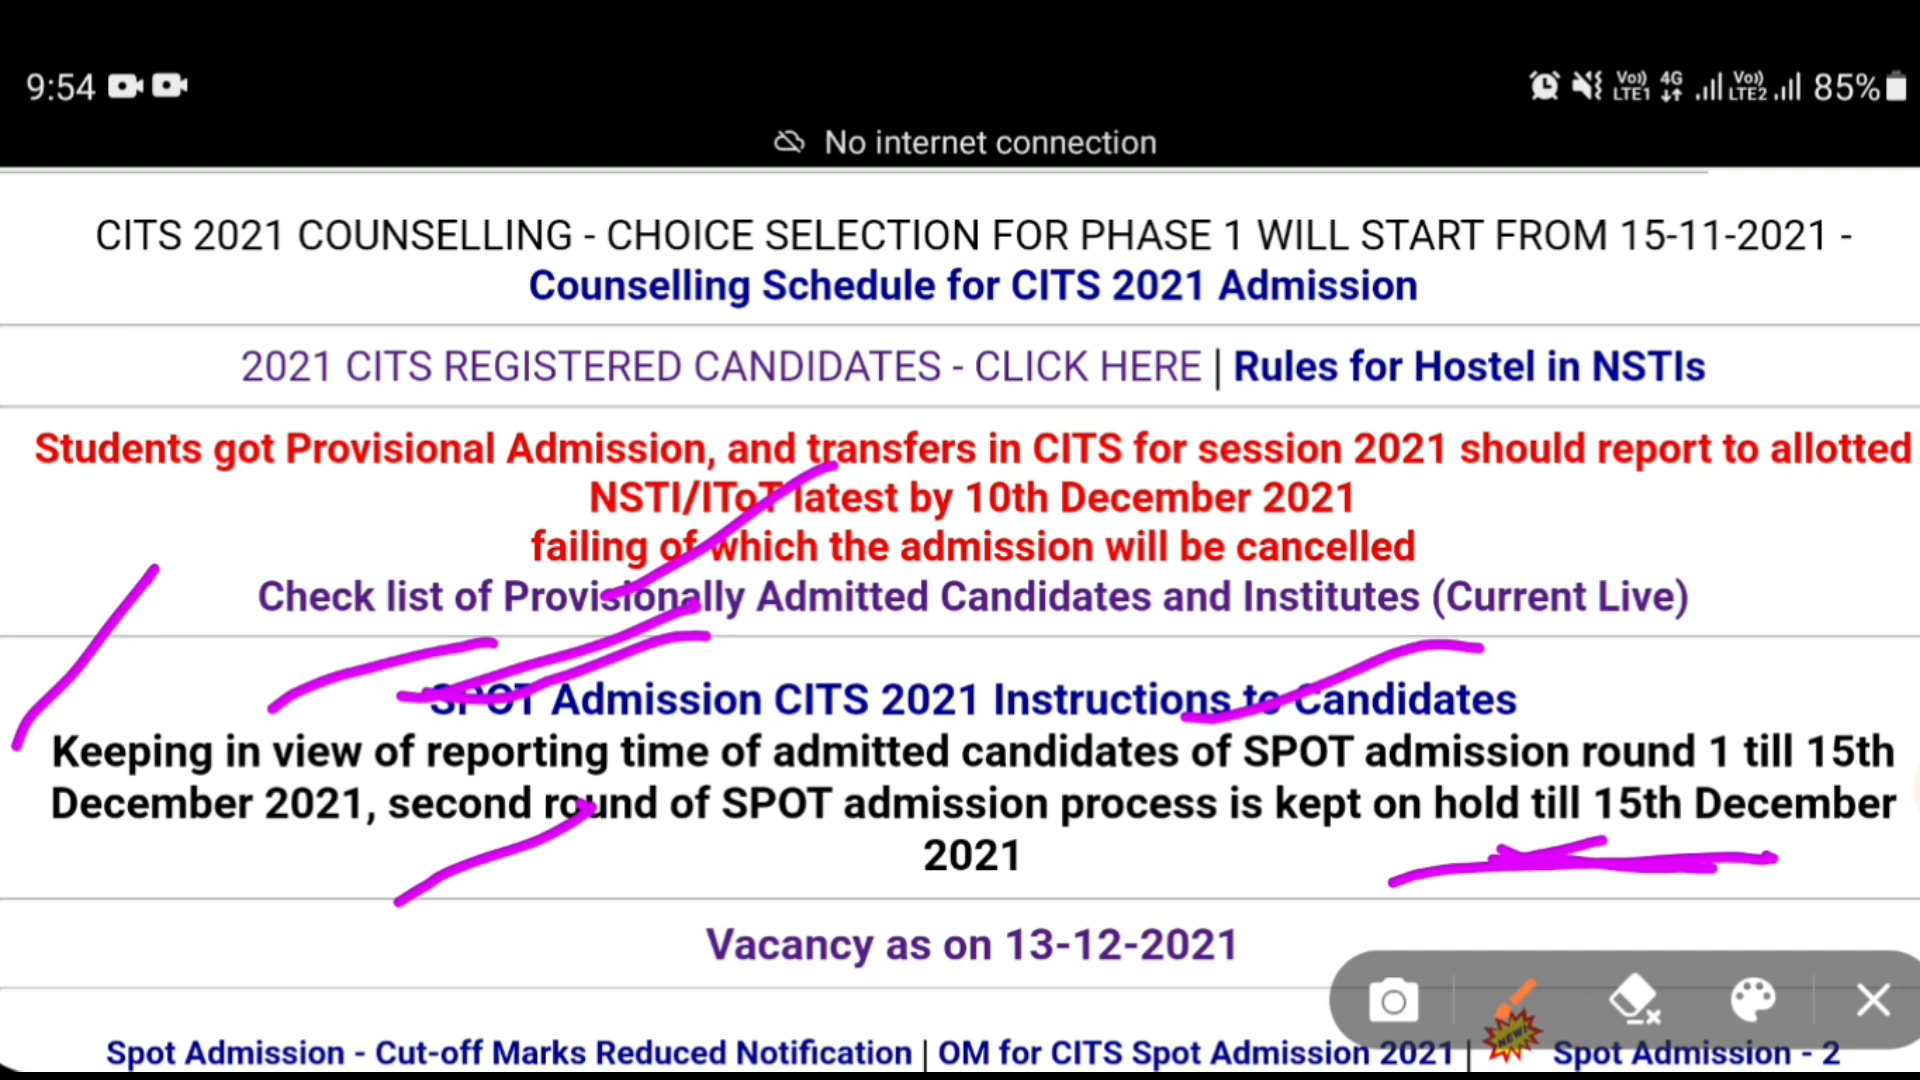 9:54
Vo)) LTE1 4G Vo)) LTE2 85%
No internet connection
CITS 2021 COUNSELLING - CHOICE SELECTION FOR PHASE 1 WILL START FROM 15-11-2021 -
Counselling Schedule for CITS 2021 Admission
2021 CITS REGISTERED CANDIDATES - CLICK HERE | Rules for Hostel in NSTIs
Students got Provisional Admission, and transfers in CITS for session 2021 should report to allotted
NSTI/IToT latest by 10th December 2021
failing of which the admission will be cancelled
Check list of Provisionally Admitted Candidates and Institutes (Current Live)
SPOT Admission CITS 2021 Instructions to Candidates
Keeping in view of reporting time of admitted candidates of SPOT admission round 1 till 15th
December 2021, second round of SPOT admission process is kept on hold till 15th December
2021
Vacancy as on 13-12-2021
Spot Admission - Cut-off Marks Reduced Notification | OM for CITS Spot Admission 2021 | NEW! Spot Admission - 2